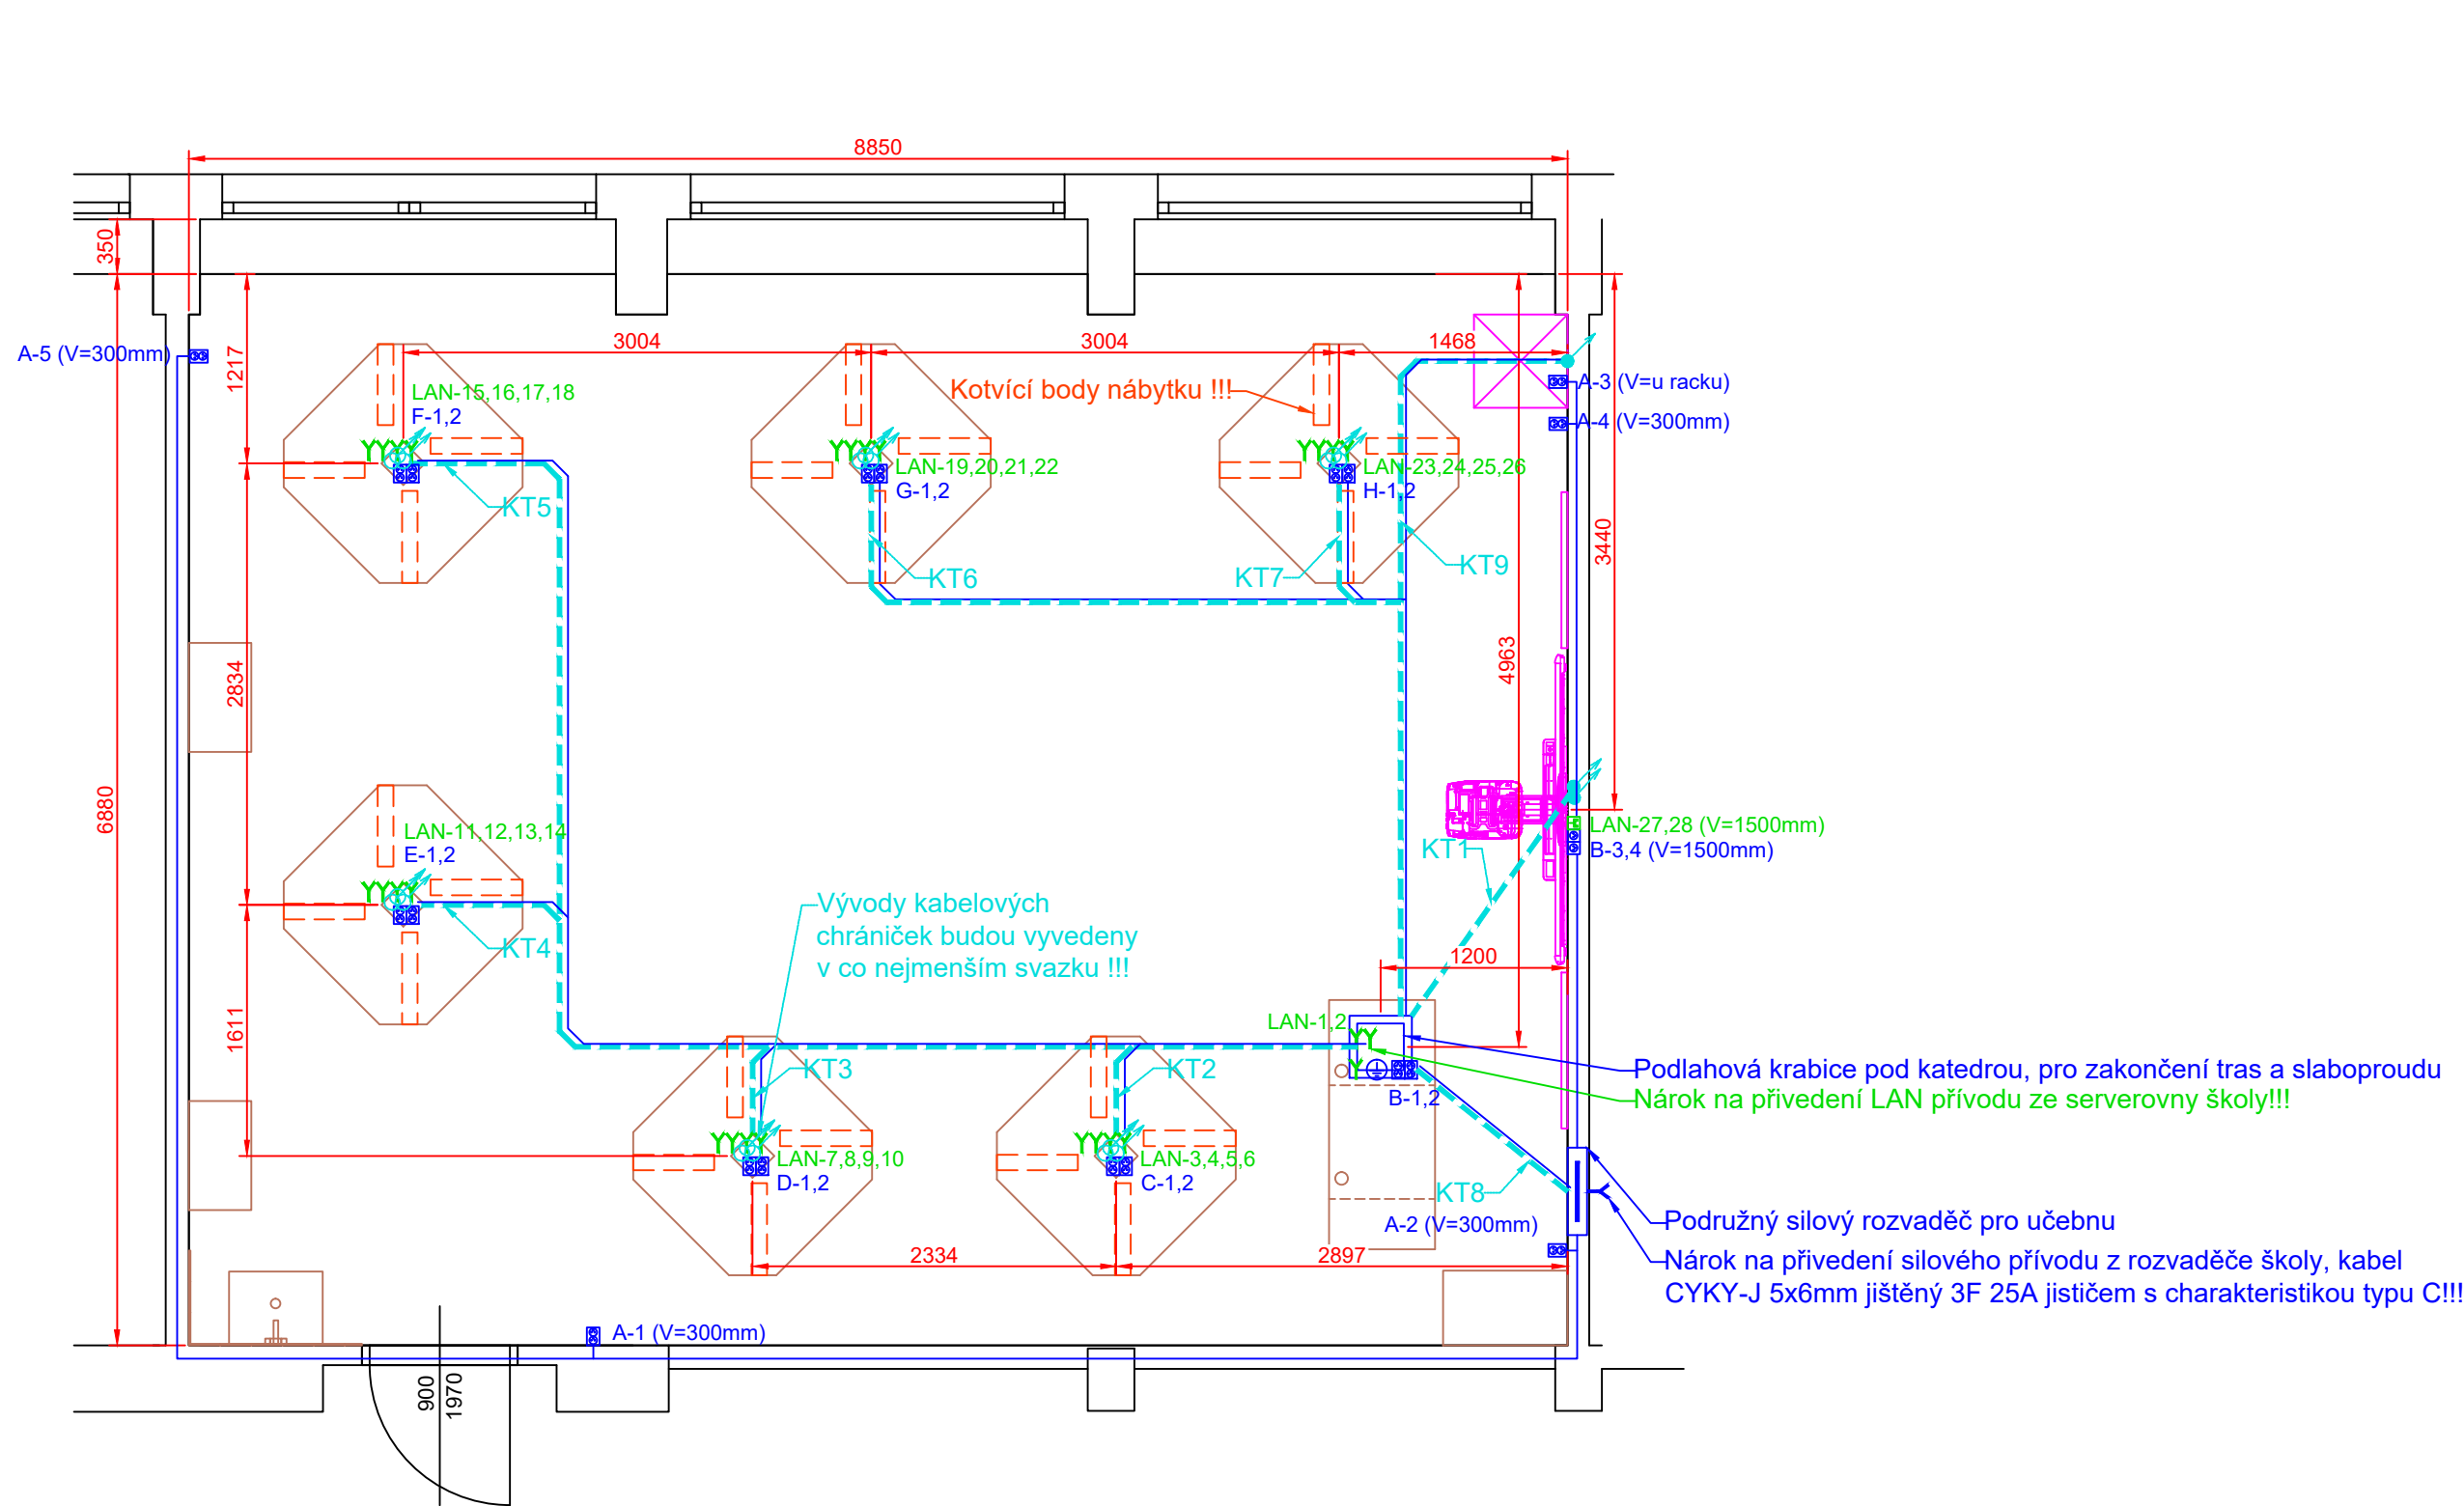 8850
350
1217
3004
3004
1468
A-5 (V=300mm)
A-3 (V=u racku)
A-4 (V=300mm)
LAN-15,16,17,18
F-1,2
Kotvící body nábytku !!!
LAN-19,20,21,22
G-1,2
LAN-23,24,25,26
H-1,2
KT5
KT6
KT7
KT9
3440
2834
4963
6880
LAN-11,12,13,14
E-1,2
LAN-27,28 (V=1500mm)
B-3,4 (V=1500mm)
KT1
KT4
Vývody kabelových
chrániček budou vyvedeny
v co nejmenším svazku !!!
1200
1611
LAN-1,2
KT3
KT2
Podlahová krabice pod katedrou, pro zakončení tras a slaboproudu
Nárok na přivedení LAN přívodu ze serverovny školy!!!
B-1,2
LAN-7,8,9,10
D-1,2
LAN-3,4,5,6
C-1,2
KT8
A-2 (V=300mm)
Podružný silový rozvaděč pro učebnu
Nárok na přivedení silového přívodu z rozvaděče školy, kabel
CYKY-J 5x6mm jištěný 3F 25A jističem s charakteristikou typu C!!!
2334
2897
A-1 (V=300mm)
900
1970